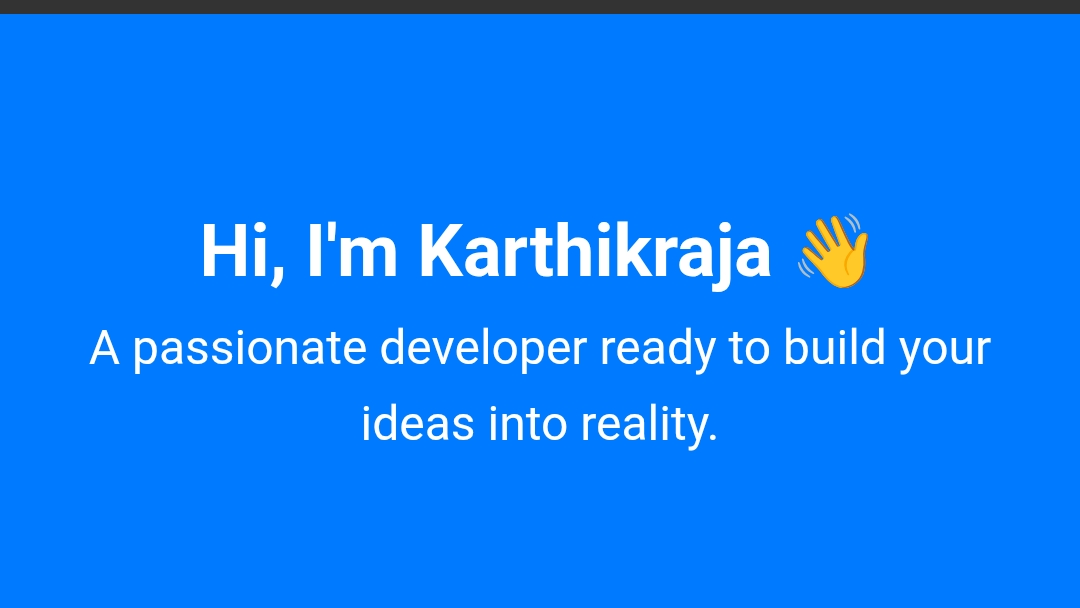 Hi, I'm Karthikraja 👋
A passionate developer ready to build your
ideas into reality.